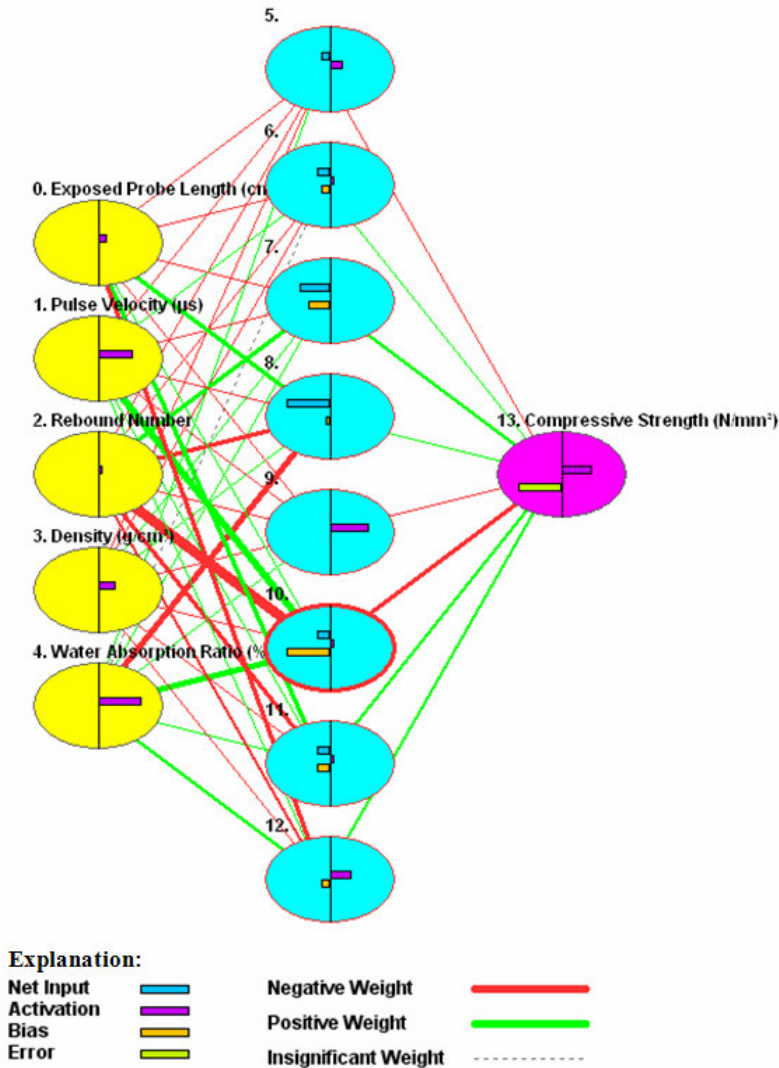 5.
6.
0. Exposed Probe Length (cm
7.
1. Pulse Velocity (µs)
8.
2. Rebound Number
13. Compressive Strength (N/mm²)
9.
3. Density (g/cm³)
10.
4. Water Absorption Ratio (%
11.
12.
Explanation:
Net Input
Negative Weight
Activation
Positive Weight
Bias
Error
Insignificant Weight